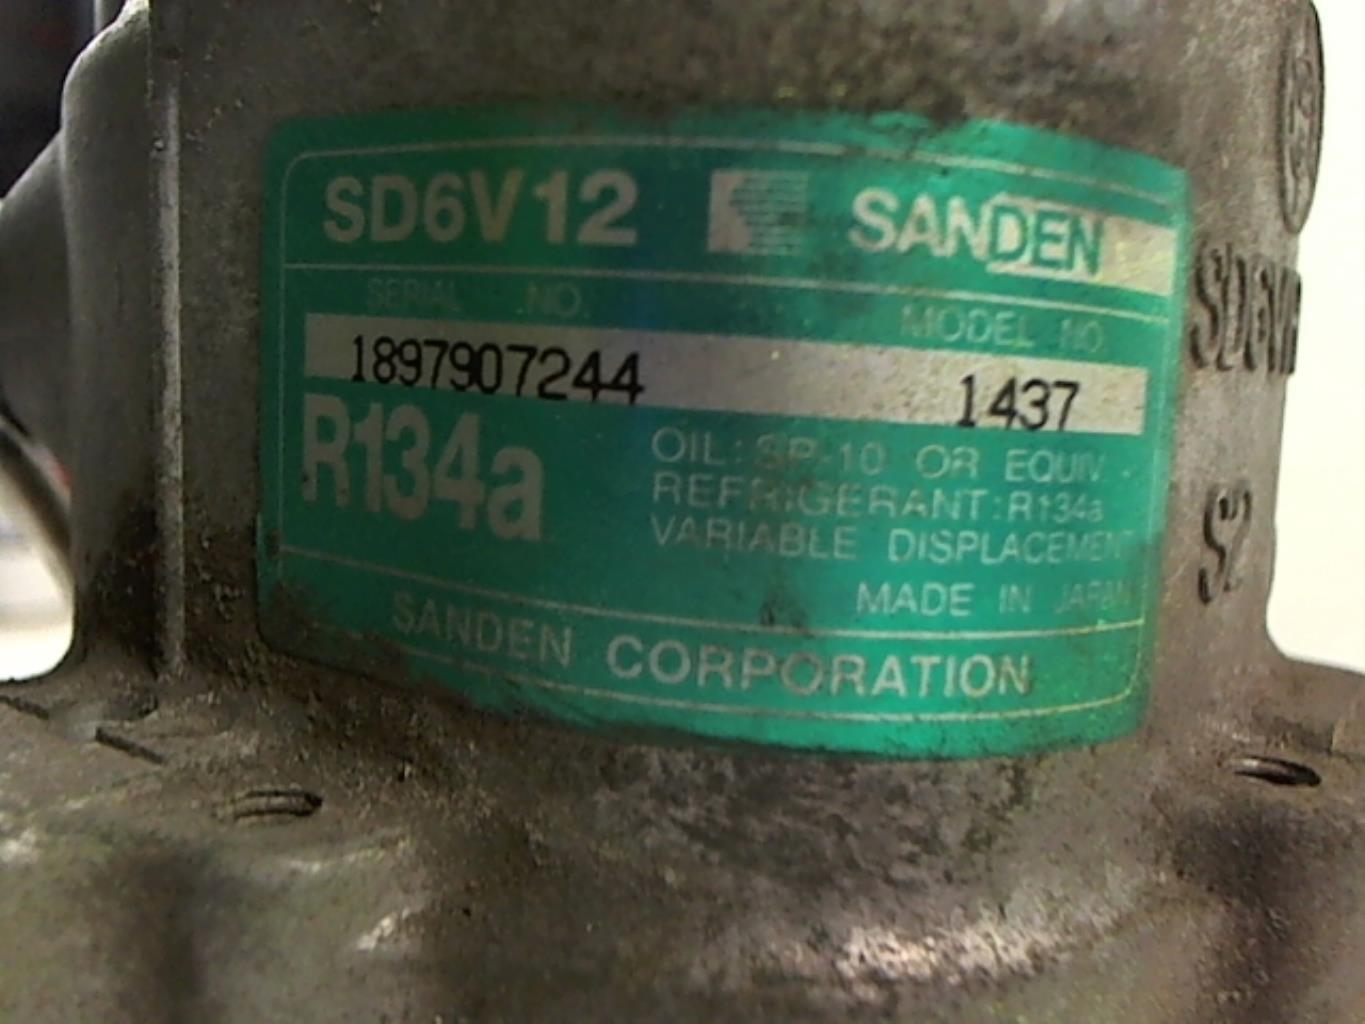 SD6V12 SANDEN
SERIAL NO. MODEL NO.
1897907244 1437
R134a
OIL: SP-10 OR EQUIV.
REFRIGERANT: R134a
VARIABLE DISPLACEMENT
MADE IN JAPAN
SANDEN CORPORATION
S2